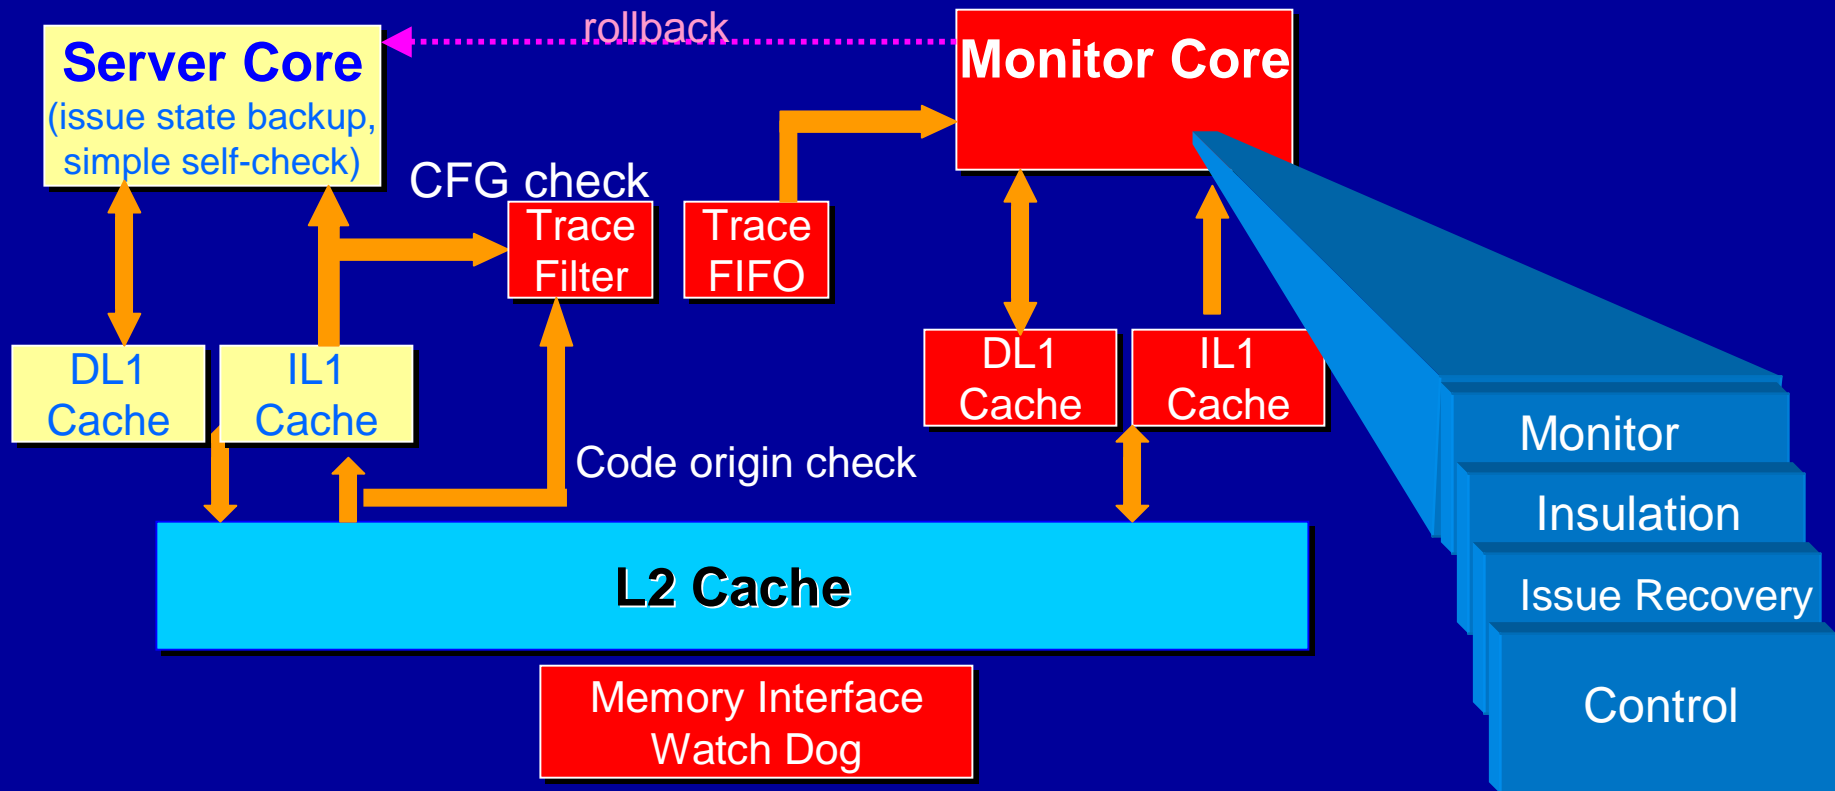 rollback
Server Core
(issue state backup,
simple self-check)
Monitor Core
CFG check
Trace
Filter
Trace
FIFO
DL1
Cache
IL1
Cache
DL1
Cache
IL1
Cache
Code origin check
Monitor
Insulation
Issue Recovery
Control
L2 Cache
Memory Interface
Watch Dog